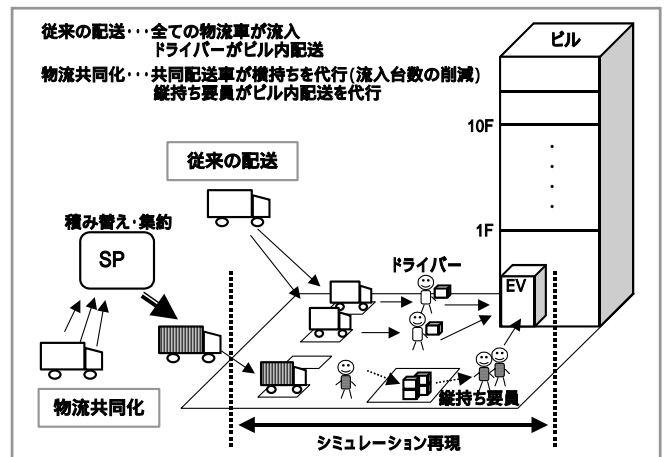 従来の配送･･･全ての物流車が流入
ドライバーがビル内配送
物流共同化･･･共同配送車が横持ちを代行(流入台数の削減)
縦持ち要員がビル内配送を代行
ビル
10F
1F
従来の配送
積み替え・集約
SP
ドライバー
EV
物流共同化
縦持ち要員
シミュレーション再現